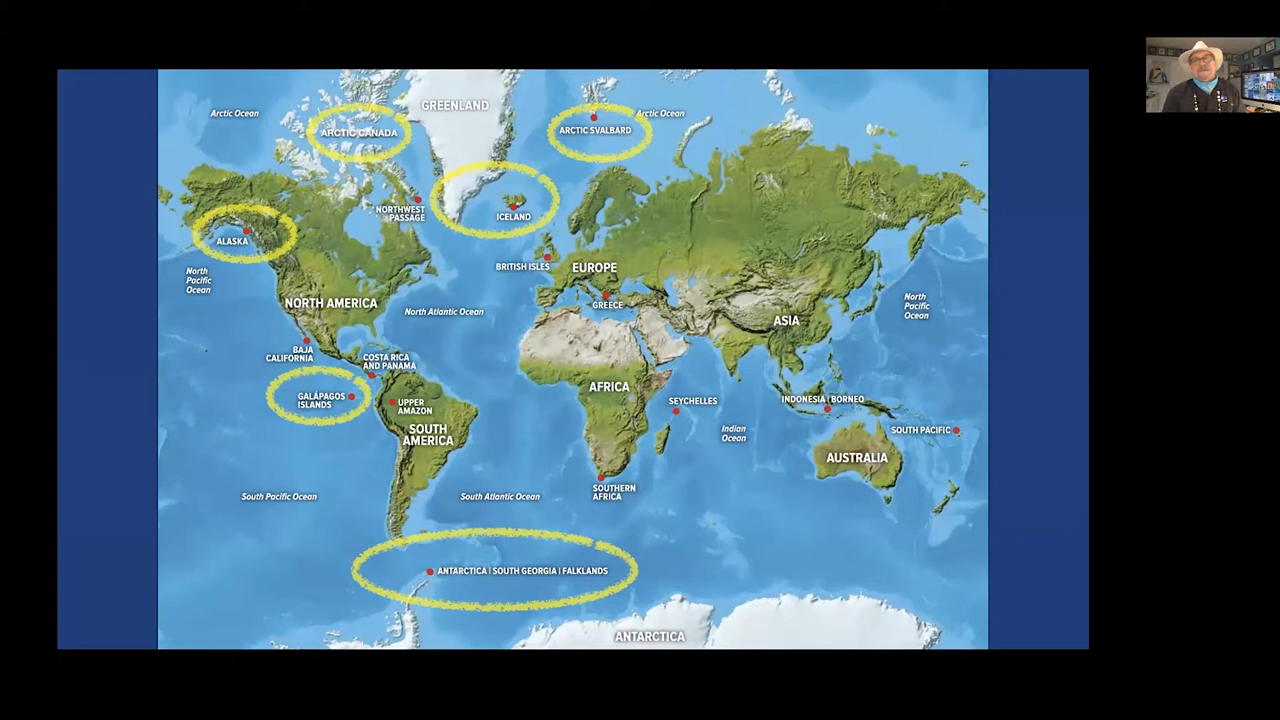 GREENLAND
Arctic Ocean
Arctic Ocean
ARCTIC CANADA
ARCTIC SVALBARD
NORTHWEST
PASSAGE
ICELAND
ALASKA
BRITISH ISLES
EUROPE
North
Pacific
Ocean
NORTH AMERICA
North Atlantic Ocean
GREECE
ASIA
North
Pacific
Ocean
BAJA
CALIFORNIA
COSTA RICA
AND PANAMA
AFRICA
GALÁPAGOS
ISLANDS
UPPER
AMAZON
SEYCHELLES
INDONESIA | BORNEO
SOUTH
AMERICA
Indian
Ocean
SOUTH PACIFIC
AUSTRALIA
South Pacific Ocean
South Atlantic Ocean
SOUTHERN
AFRICA
ANTARCTICA | SOUTH GEORGIA | FALKLANDS
ANTARCTICA